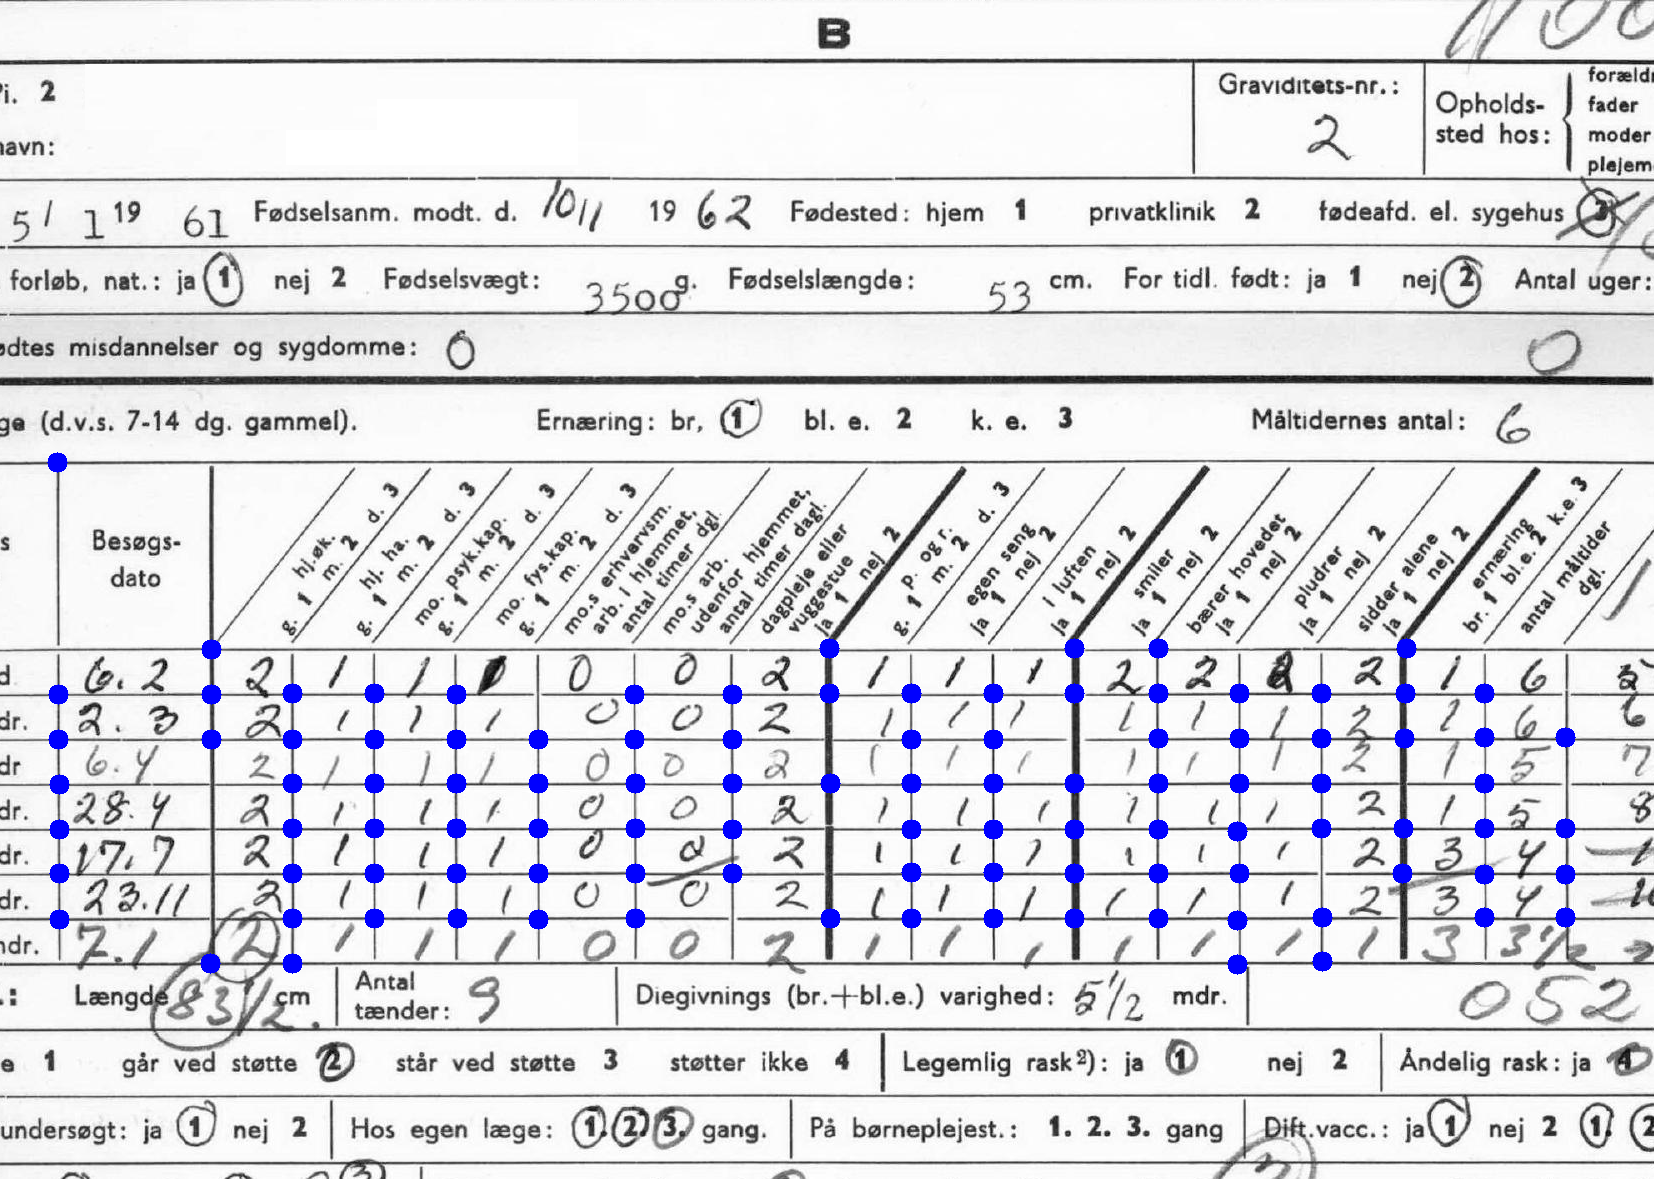 B
i. 2 Graviditets-nr.: Opholds- forældr
2 sted hos: fader
navn: moder
plejem
5/ 1 19 61 Fødselsanm. modt. d. 10/11 19 62 Fødested: hjem 1 privatklinik 2 fødeafd. el. sygehus 3
forløb, nat.: ja 1 nej 2 Fødselsvægt: 3500 g. Fødselslængde: 53 cm. For tidl. født: ja 1 nej 2 Antal uger:
ødtes misdannelser og sygdomme: 0 0
ge (d.v.s. 7-14 dg. gammel). Ernæring: br, 1 bl. e. 2 k. e. 3 Måltidernes antal: 6
s Besøgs-
dato
hj.øk.
g. 1 m. 2 d. 3
hj. ha.
g. 1 m. 2 d. 3
mo. psyk.kap.
g. 1 m. 2 d. 3
mo. fys.kap.
g. 1 m. 2 d. 3
mo.s erhvervsm.
arb. i hjemmet,
antal timer dgl.
mo.s arb.
udenfor hjemmet,
antal timer dagl.
dagpleje eller
vuggestue
ja 1 nej 2
p. og r.
g. 1 m. 2 d. 3
egen seng
ja 1 nej 2
i luften
ja 1 nej 2
smiler
ja 1 nej 2
bærer hovedet
ja 1 nej 2
pludrer
ja 1 nej 2
sidder alene
ja 1 nej 2
ernæring
br. 1 bl.e. 2 k.e. 3
antal måltider
dgl.
d 6.2 2 1 1 1 0 0 2 1 1 1 2 2 2 2 1 6 5
dr. 2.3 2 1 1 1 0 0 2 1 1 1 1 1 1 2 1 6 6
dr 6.4 2 1 1 1 0 0 2 1 1 1 1 1 1 2 1 5 7
dr. 28.4 2 1 1 1 0 0 2 1 1 1 1 1 1 2 1 5 8
dr. 17.7 2 1 1 1 0 0 2 1 1 1 1 1 1 2 3 4
dr. 23.11 2 1 1 1 0 0 2 1 1 1 1 1 1 2 3 4
ndr. 7.1 2 1 1 1 0 0 2 1 1 1 1 1 1 1 3 3 1/2
.: Længde 83 1/2 cm. Antal tænder: 9 Diegivnings (br.+bl.e.) varighed: 5 1/2 mdr. 052
e 1 går ved støtte 2 står ved støtte 3 støtter ikke 4 Legemlig rask²): ja 1 nej 2 Åndelig rask: ja
undersøgt: ja 1 nej 2 Hos egen læge: 1. 2. 3. gang. På børneplejest.: 1. 2. 3. gang Dift.vacc.: ja 1 nej 2 1. 2